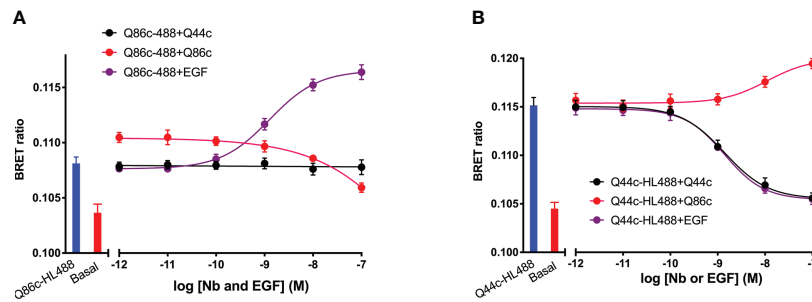 A
Q86c-488+Q44c
Q86c-488+Q86c
Q86c-488+EGF
BRET ratio
0.115
0.110
0.105
0.100
Q86c-HL488
Basal
-12
-11
-10
-9
-8
-7
log [Nb and EGF] (M)
B
BRET ratio
0.120
0.115
0.110
0.105
0.100
Q44c-HL488+Q44c
Q44c-HL488+Q86c
Q44c-HL488+EGF
Q44c-HL488
Basal
-12
-11
-10
-9
-8
-7
log [Nb or EGF] (M)